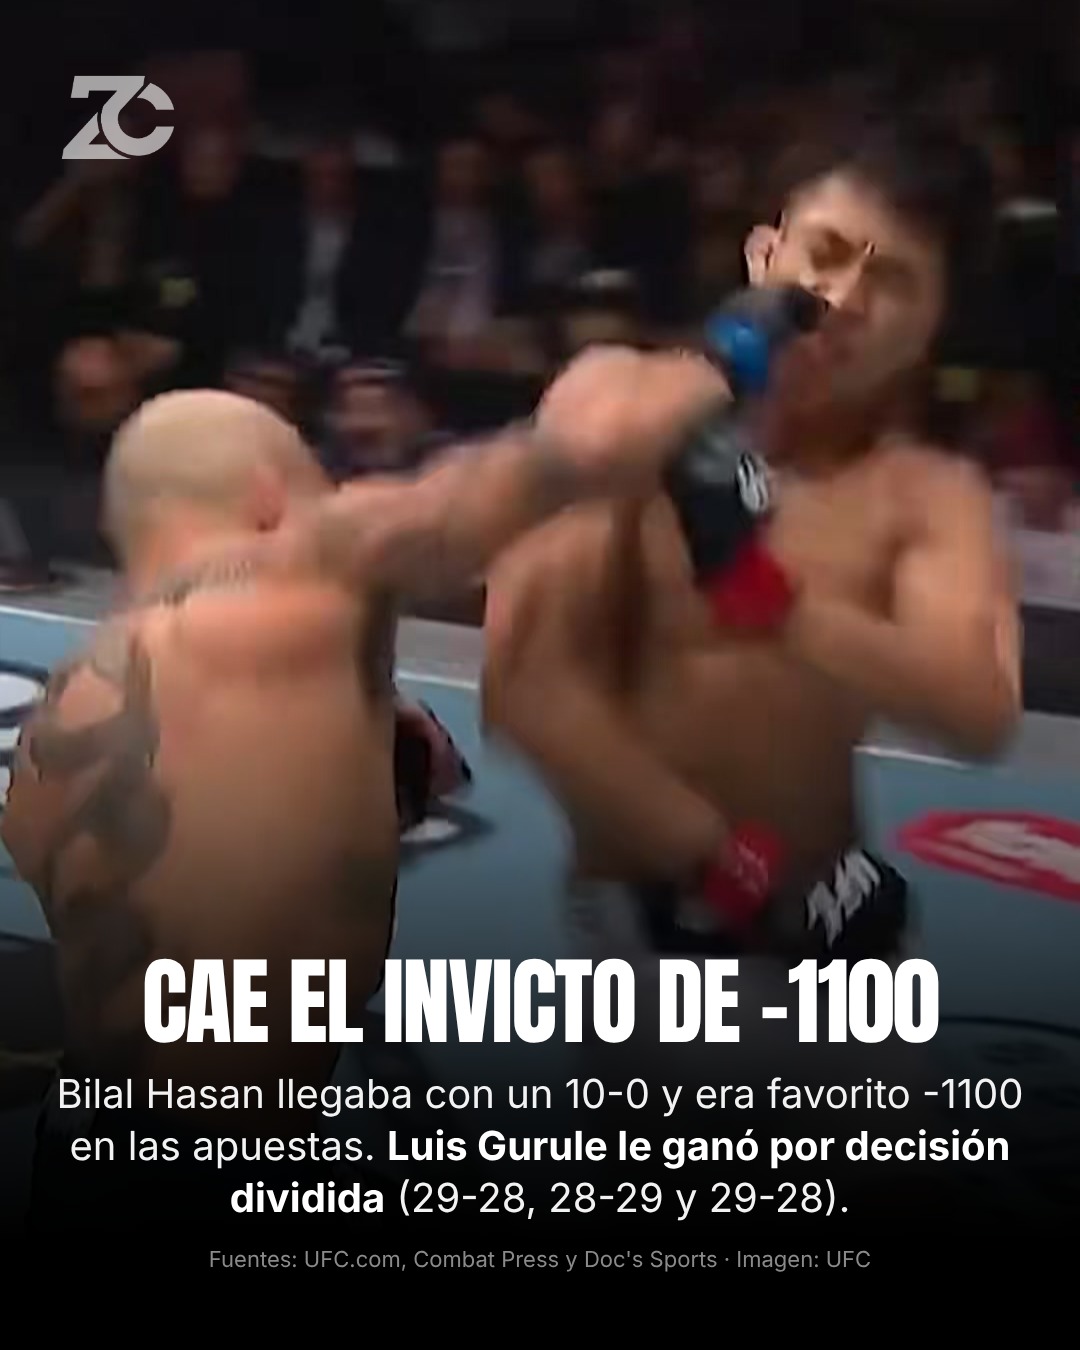 ZC
CAE EL INVICTO DE -1100
Bilal Hasan llegaba con un 10-0 y era favorito -1100
en las apuestas. Luis Gurule le ganó por decisión
dividida (29-28, 28-29 y 29-28).
Fuentes: UFC.com, Combat Press y Doc's Sports · Imagen: UFC